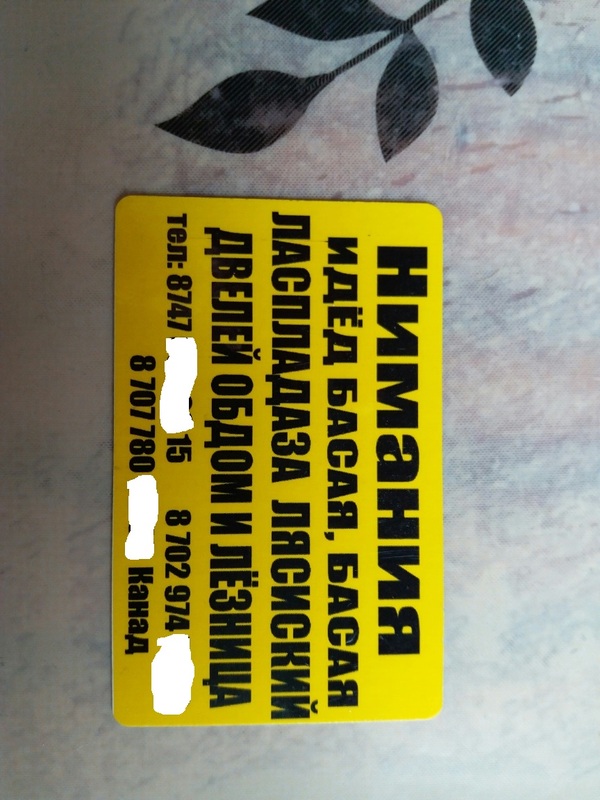 Нимания
ИДЁД БАСАЯ, БАСАЯ
ЛАСПЛАДАЗА ЛЯСИСКИЙ
ДВЕЛЕЙ ОБДОМ И ЛЁЗНИЦА
тел: 8747 15 8 702 974
8 707 780 Канад